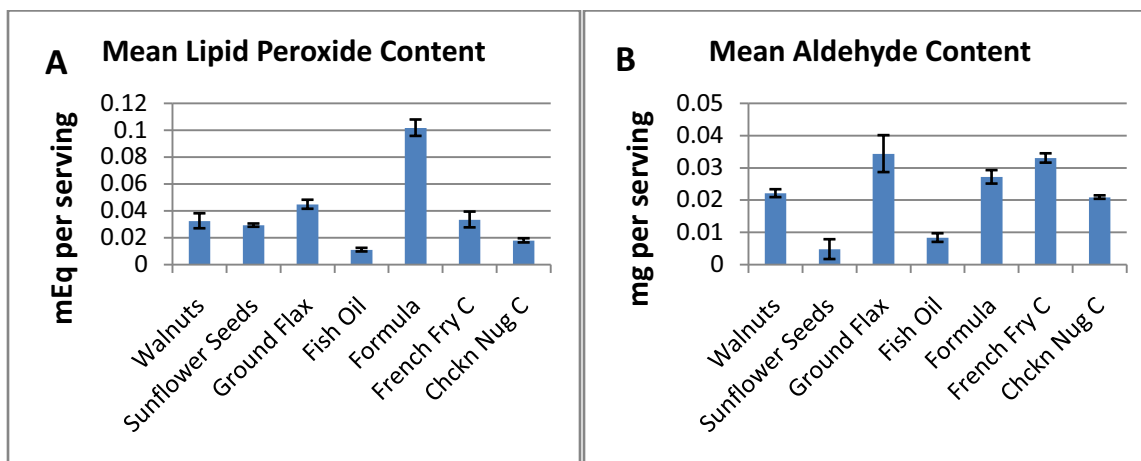 A Mean Lipid Peroxide Content
mEq per serving
0.12
0.1
0.08
0.06
0.04
0.02
0
Walnuts
Sunflower Seeds
Ground Flax
Fish Oil
Formula
French Fry C
Chckn Nug C
B Mean Aldehyde Content
mg per serving
0.05
0.04
0.03
0.02
0.01
0
Walnuts
Sunflower Seeds
Ground Flax
Fish Oil
Formula
French Fry C
Chckn Nug C